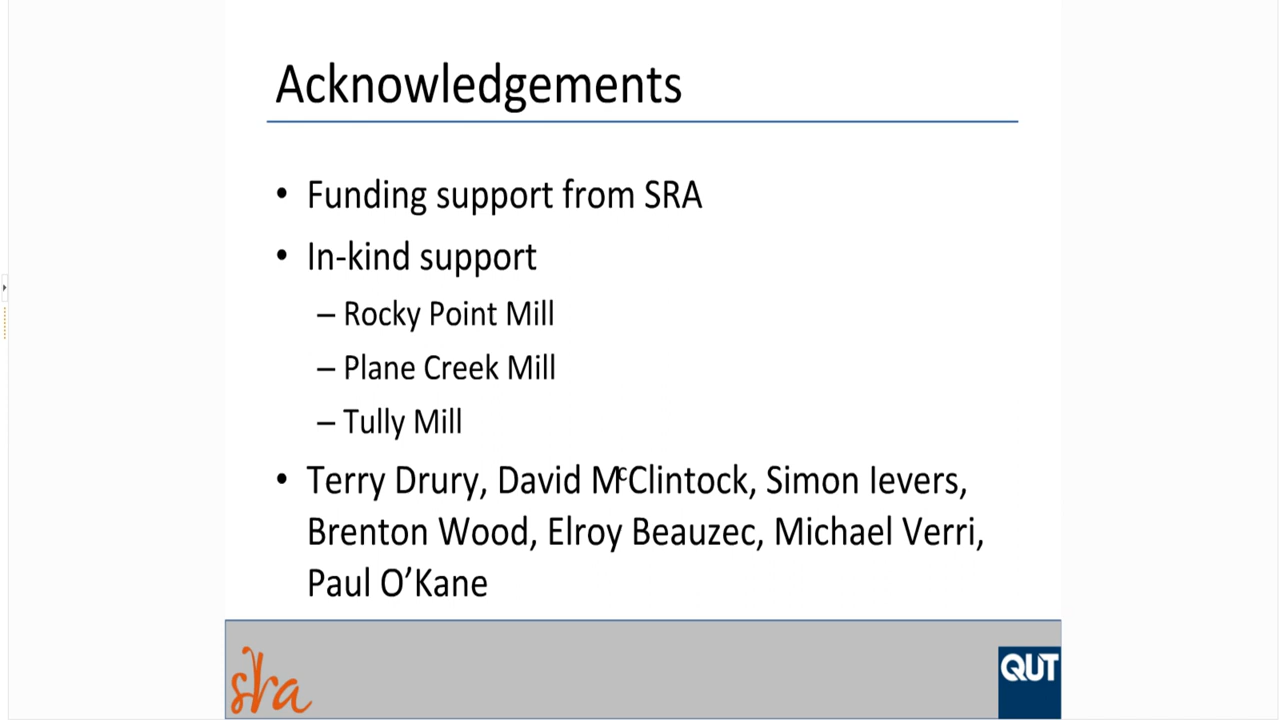 Acknowledgements
• Funding support from SRA
• In-kind support
– Rocky Point Mill
– Plane Creek Mill
– Tully Mill
• Terry Drury, David McClintock, Simon Ievers,
Brenton Wood, Elroy Beauzec, Michael Verri,
Paul O’Kane
sra
QUT